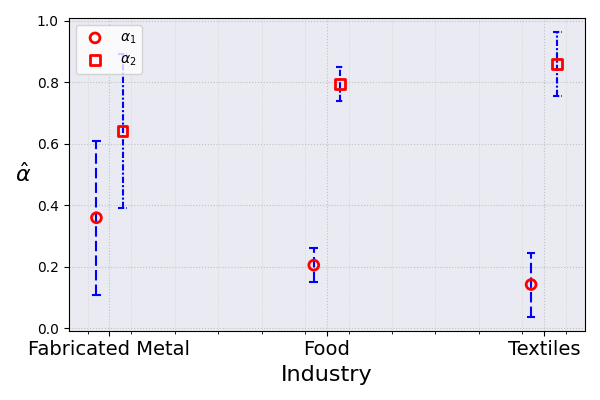 α₁
α₂
1.0
0.8
0.6
0.4
0.2
0.0
α̂
Fabricated Metal Food Textiles
Industry